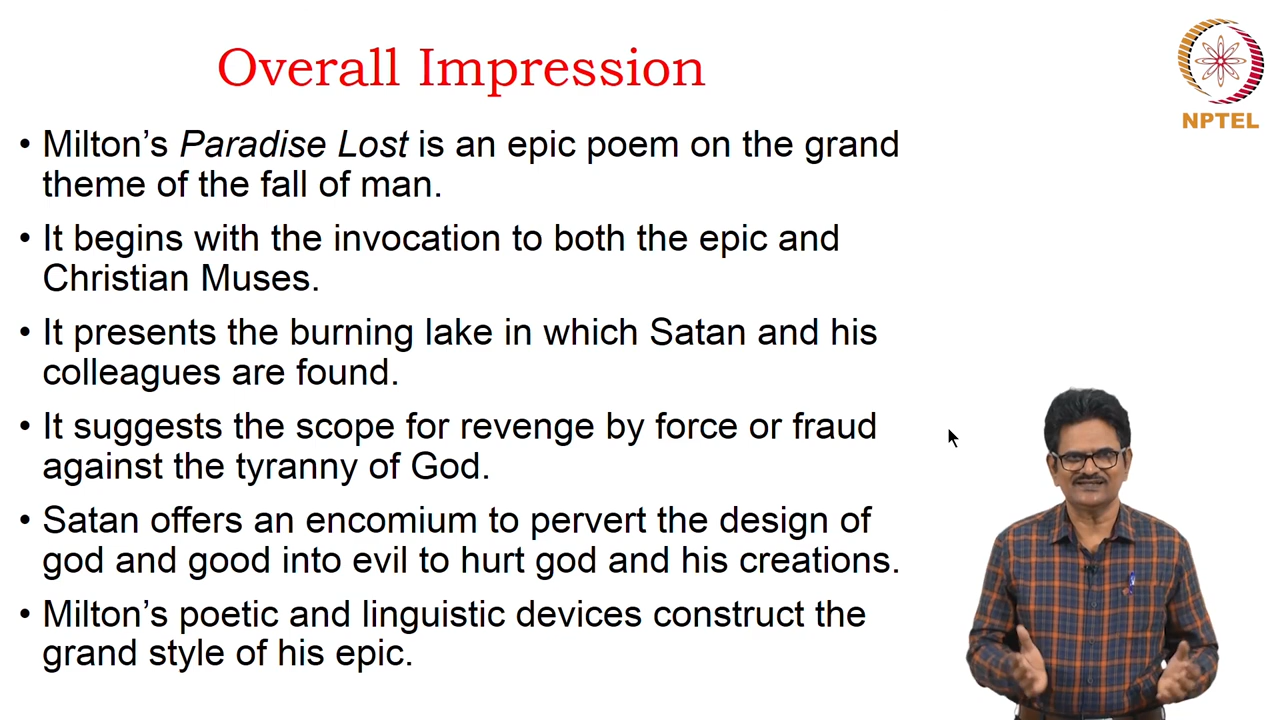 Overall Impression
NPTEL
• Milton's Paradise Lost is an epic poem on the grand
theme of the fall of man.
• It begins with the invocation to both the epic and
Christian Muses.
• It presents the burning lake in which Satan and his
colleagues are found.
• It suggests the scope for revenge by force or fraud
against the tyranny of God.
• Satan offers an encomium to pervert the design of
god and good into evil to hurt god and his creations.
• Milton's poetic and linguistic devices construct the
grand style of his epic.